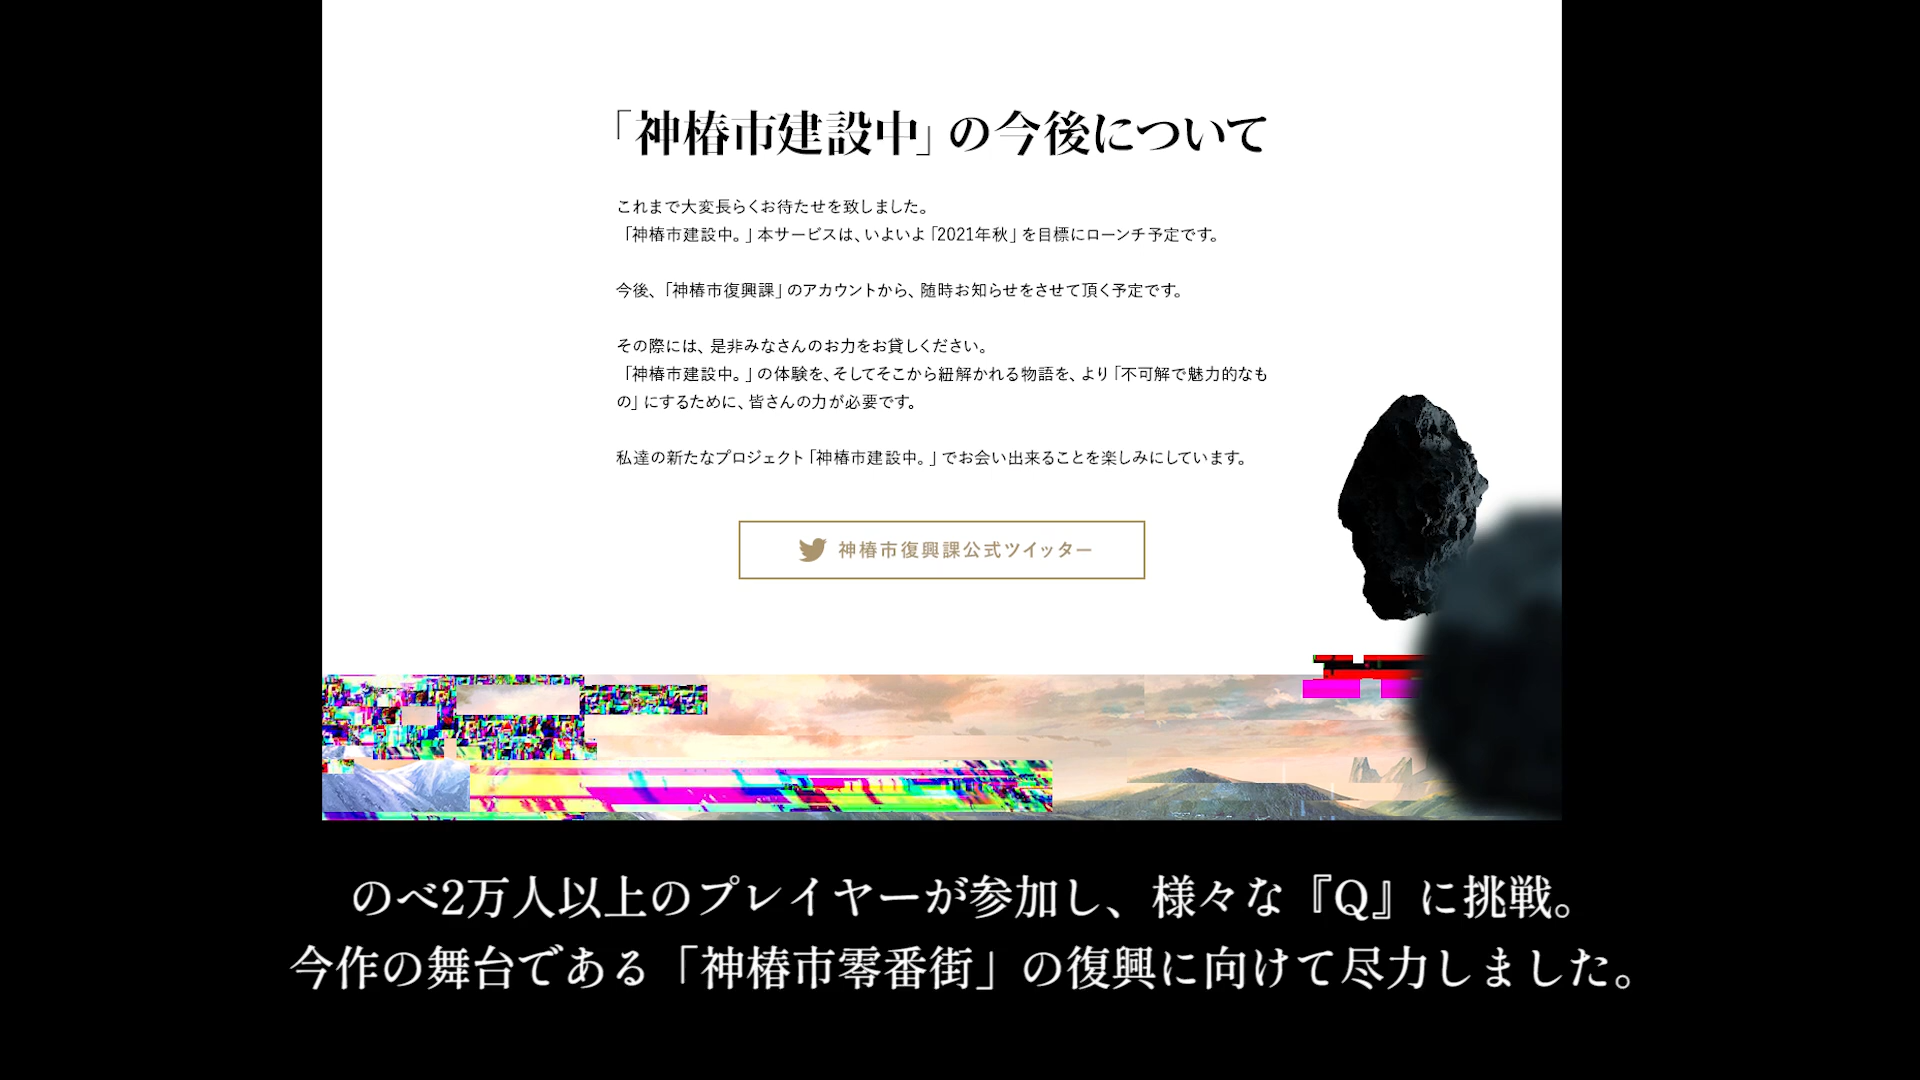 「神椿市建設中」の今後について
これまで大変長らくお待たせを致しました。
「神椿市建設中。」本サービスは、いよいよ「2021年秋」を目標にローンチ予定です。
今後、「神椿市復興課」のアカウントから、随時お知らせをさせて頂く予定です。
その際には、是非みなさんのお力をお貸しください。
「神椿市建設中。」の体験を、そしてそこから紐解かれる物語を、より「不可解で魅力的なも
の」にするために、皆さんの力が必要です。
私達の新たなプロジェクト「神椿市建設中。」でお会い出来ることを楽しみにしています。
神椿市復興課公式ツイッター
のべ2万人以上のプレイヤーが参加し、様々な『Q』に挑戦。
今作の舞台である「神椿市零番街」の復興に向けて尽力しました。